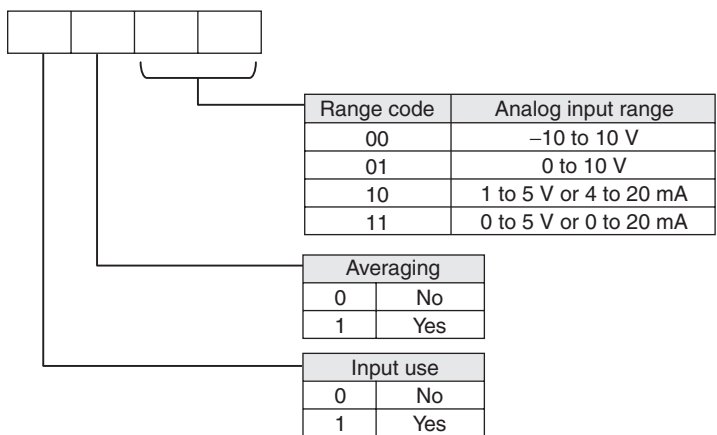 Range code Analog input range
00 −10 to 10 V
01 0 to 10 V
10 1 to 5 V or 4 to 20 mA
11 0 to 5 V or 0 to 20 mA
Averaging
0 No
1 Yes
Input use
0 No
1 Yes